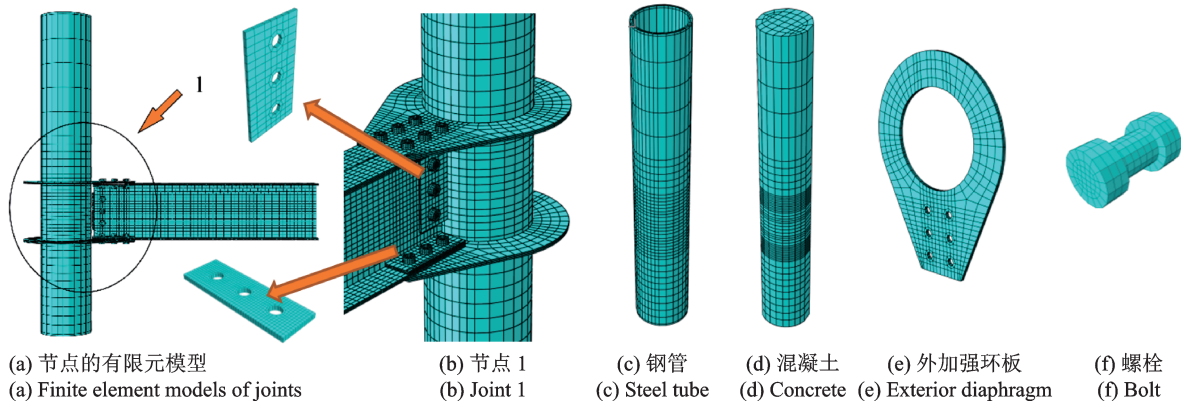 1
(a) 节点的有限元模型
(a) Finite element models of joints
(b) 节点 1
(b) Joint 1
(c) 钢管
(c) Steel tube
(d) 混凝土
(d) Concrete
(e) 外加强环板
(e) Exterior diaphragm
(f) 螺栓
(f) Bolt